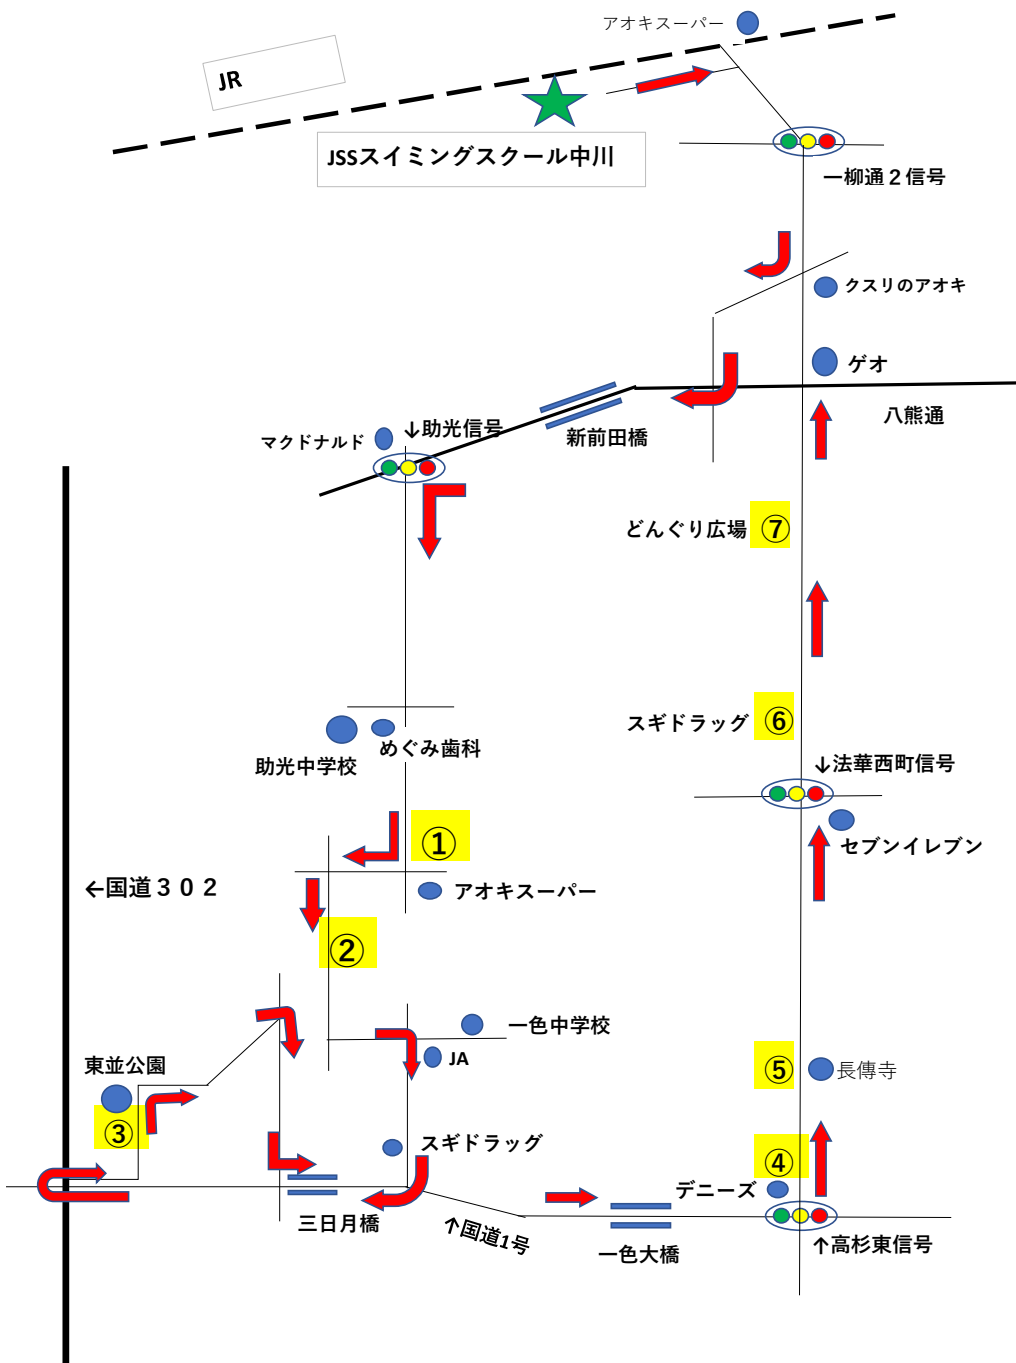 アオキスーパー
JR
JSSスイミングスクール中川
一柳通２信号
クスリのアオキ
ゲオ
八熊通
新前田橋
↓助光信号
マクドナルド
どんぐり広場 ⑦
スギドラッグ ⑥
助光中学校
めぐみ歯科
↓法華西町信号
セブンイレブン
①
←国道３０２
アオキスーパー
②
一色中学校
JA
東並公園
③
⑤ 長傳寺
スギドラッグ
④
デニーズ
三日月橋
↑国道1号
一色大橋
↑高杉東信号